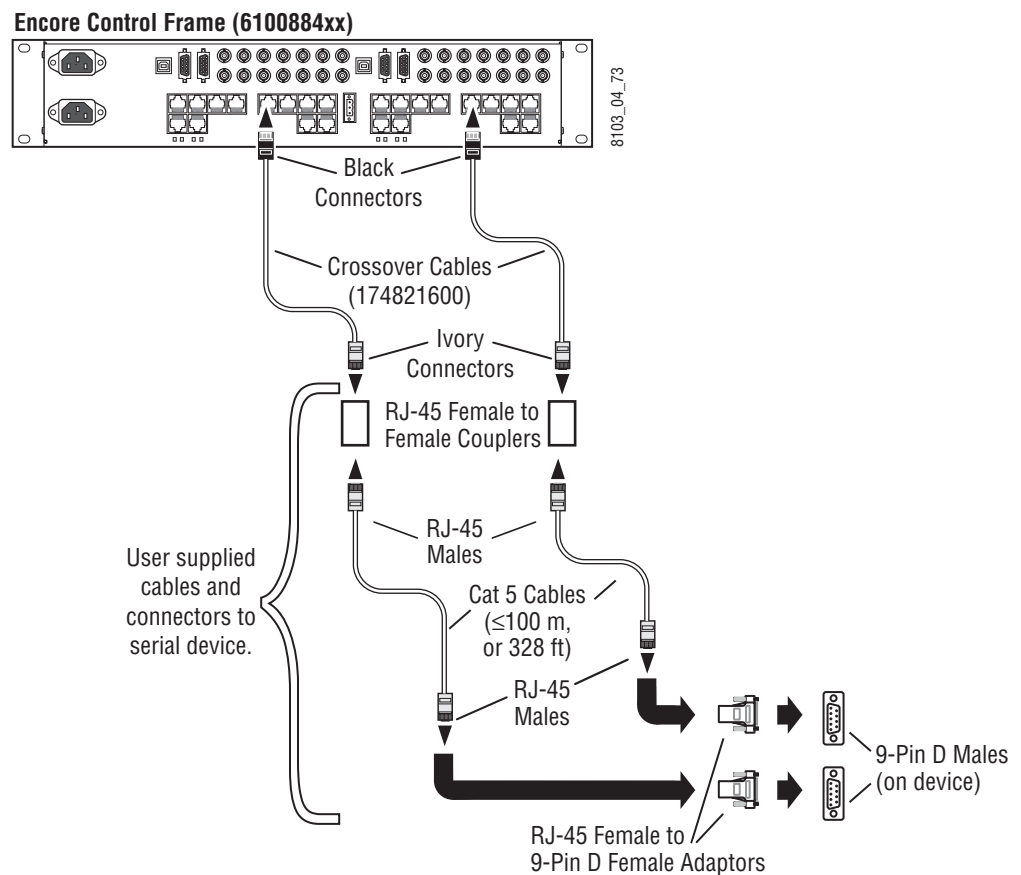 Encore Control Frame (6100884xx)
8103_04_73
Black
Connectors
Crossover Cables
(174821600)
Ivory
Connectors
RJ-45 Female to
Female Couplers
RJ-45
Males
User supplied
cables and
connectors to
serial device.
Cat 5 Cables
(≤100 m,
or 328 ft)
RJ-45
Males
9-Pin D Males
(on device)
RJ-45 Female to
9-Pin D Female Adaptors